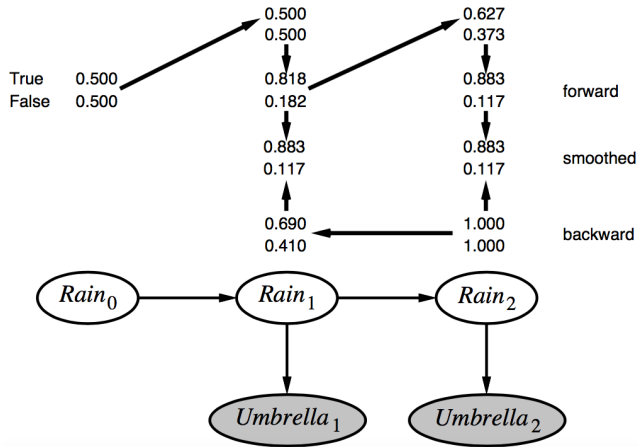 0.500 0.627
0.500 0.373
True 0.500 0.818 0.883
False 0.500 0.182 0.117 forward
0.883 0.883
0.117 0.117 smoothed
0.690 1.000
0.410 1.000 backward
Rain0 Rain1 Rain2
Umbrella1 Umbrella2